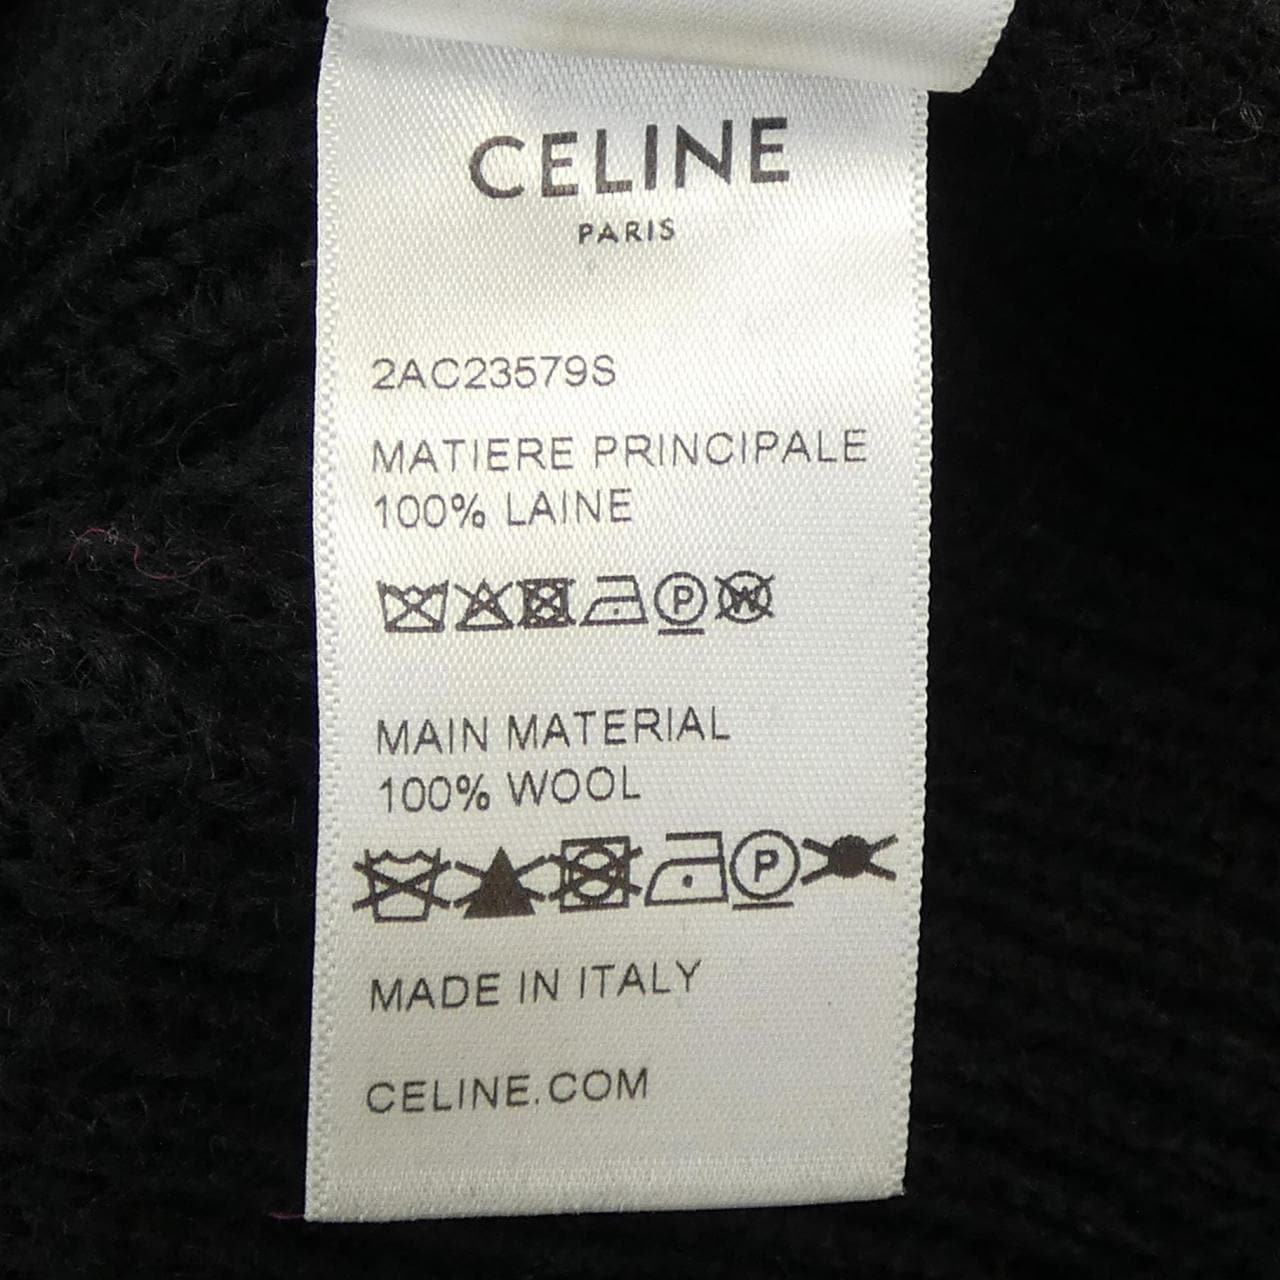 CELINE
PARIS
2AC23579S
MATIERE PRINCIPALE
100% LAINE
P W
MAIN MATERIAL
100% WOOL
P
MADE IN ITALY
CELINE.COM